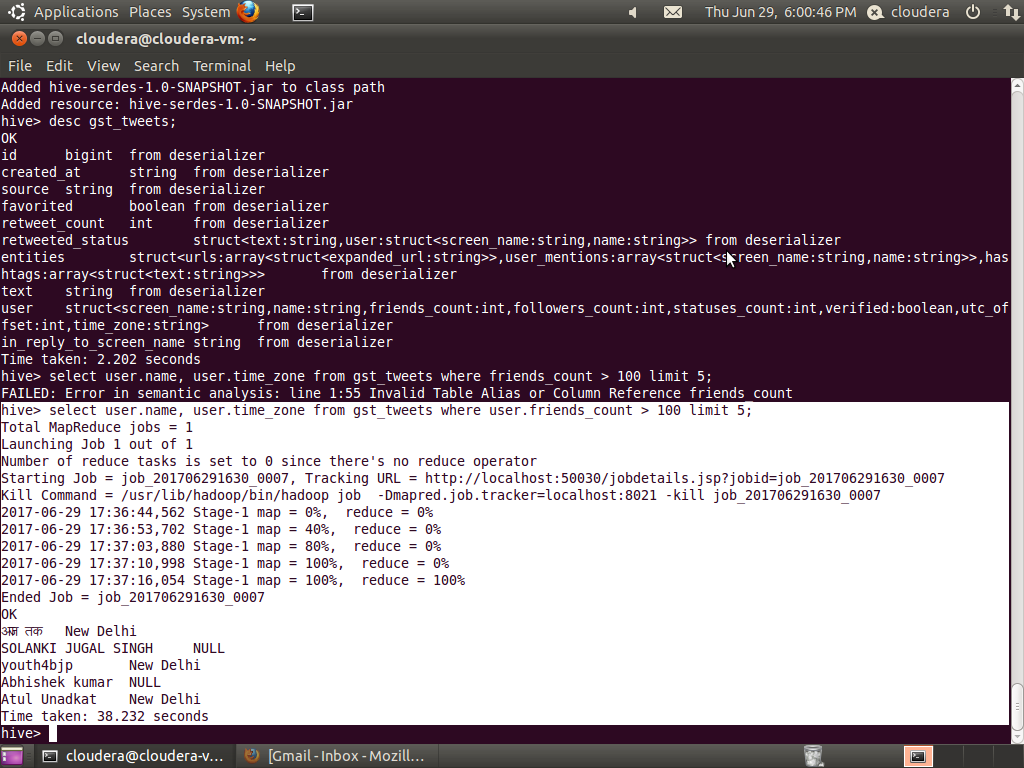 Applications Places System
Thu Jun 29, 6:00:46 PM cloudera
cloudera@cloudera-vm: ~
File Edit View Search Terminal Help
Added hive-serdes-1.0-SNAPSHOT.jar to class path
Added resource: hive-serdes-1.0-SNAPSHOT.jar
hive> desc gst_tweets;
OK
id bigint from deserializer
created_at string from deserializer
source string from deserializer
favorited boolean from deserializer
retweet_count int from deserializer
retweeted_status struct<text:string,user:struct<screen_name:string,name:string>> from deserializer
entities struct<urls:array<struct<expanded_url:string>>,user_mentions:array<struct<screen_name:string,name:string>>,has
htags:array<struct<text:string>>> from deserializer
text string from deserializer
user struct<screen_name:string,name:string,friends_count:int,followers_count:int,statuses_count:int,verified:boolean,utc_of
fset:int,time_zone:string> from deserializer
in_reply_to_screen_name string from deserializer
Time taken: 2.202 seconds
hive> select user.name, user.time_zone from gst_tweets where friends_count > 100 limit 5;
FAILED: Error in semantic analysis: line 1:55 Invalid Table Alias or Column Reference friends_count
hive> select user.name, user.time_zone from gst_tweets where user.friends_count > 100 limit 5;
Total MapReduce jobs = 1
Launching Job 1 out of 1
Number of reduce tasks is set to 0 since there's no reduce operator
Starting Job = job_201706291630_0007, Tracking URL = http://localhost:50030/jobdetails.jsp?jobid=job_201706291630_0007
Kill Command = /usr/lib/hadoop/bin/hadoop job -Dmapred.job.tracker=localhost:8021 -kill job_201706291630_0007
2017-06-29 17:36:44,562 Stage-1 map = 0%, reduce = 0%
2017-06-29 17:36:53,702 Stage-1 map = 40%, reduce = 0%
2017-06-29 17:37:03,880 Stage-1 map = 80%, reduce = 0%
2017-06-29 17:37:10,998 Stage-1 map = 100%, reduce = 0%
2017-06-29 17:37:16,054 Stage-1 map = 100%, reduce = 100%
Ended Job = job_201706291630_0007
OK
तक New Delhi
SOLANKI JUGAL SINGH NULL
youth4bjp New Delhi
Abhishek kumar NULL
Atul Unadkat New Delhi
Time taken: 38.232 seconds
hive>
cloudera@cloudera-v... [Gmail - Inbox - Mozill...